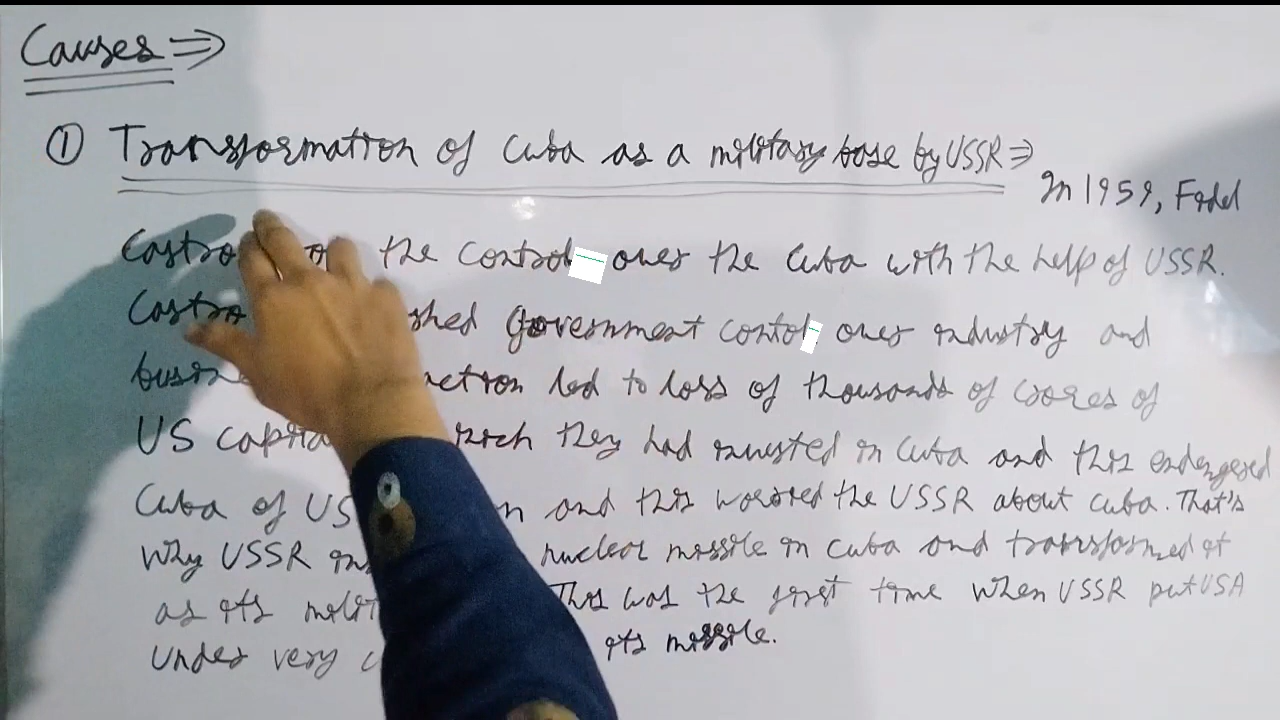 Causes ⇒
① Transformation of Cuba as a military base by USSR ⇒
In 1959, Fidel
Castro the control over the Cuba with the help of USSR.
Castro Government contol over industry and
led to loss of thousands of crores of
US they had invested in Cuba and this endangered
Cuba of US and this worried the USSR about Cuba. That's
why USSR nuclear missile in Cuba and transformed it
as its This was the first time when USSR put USA
under very its missile.